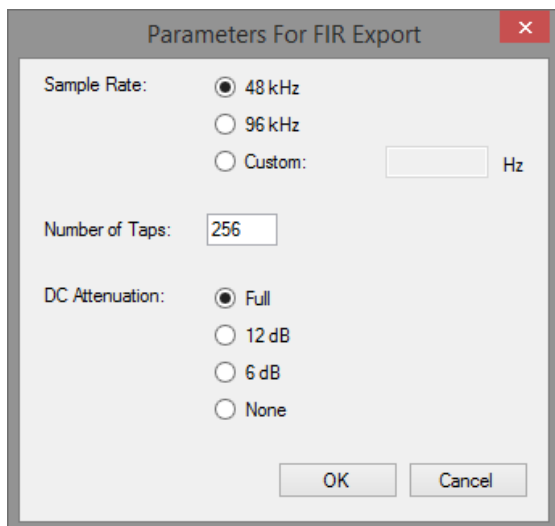 Parameters For FIR Export
Sample Rate: 48 kHz
96 kHz
Custom: Hz
Number of Taps: 256
DC Attenuation: Full
12 dB
6 dB
None
OK Cancel